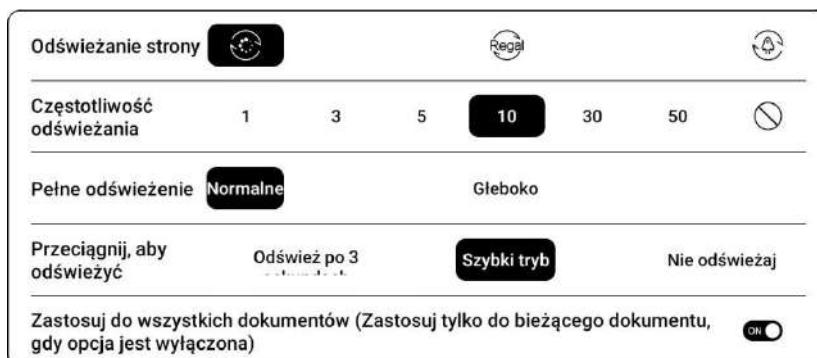 Odświeżanie strony Regal
Częstotliwość
odświeżania
1 3 5 10 30 50
Pełne odświeżenie Normalne Głeboko
Przeciągnij, aby
odświeżyć
Odśwież po 3
Szybki tryb Nie odświeżaj
Zastosuj do wszystkich dokumentów (Zastosuj tylko do bieżącego dokumentu,
gdy opcja jest wyłączona) ON